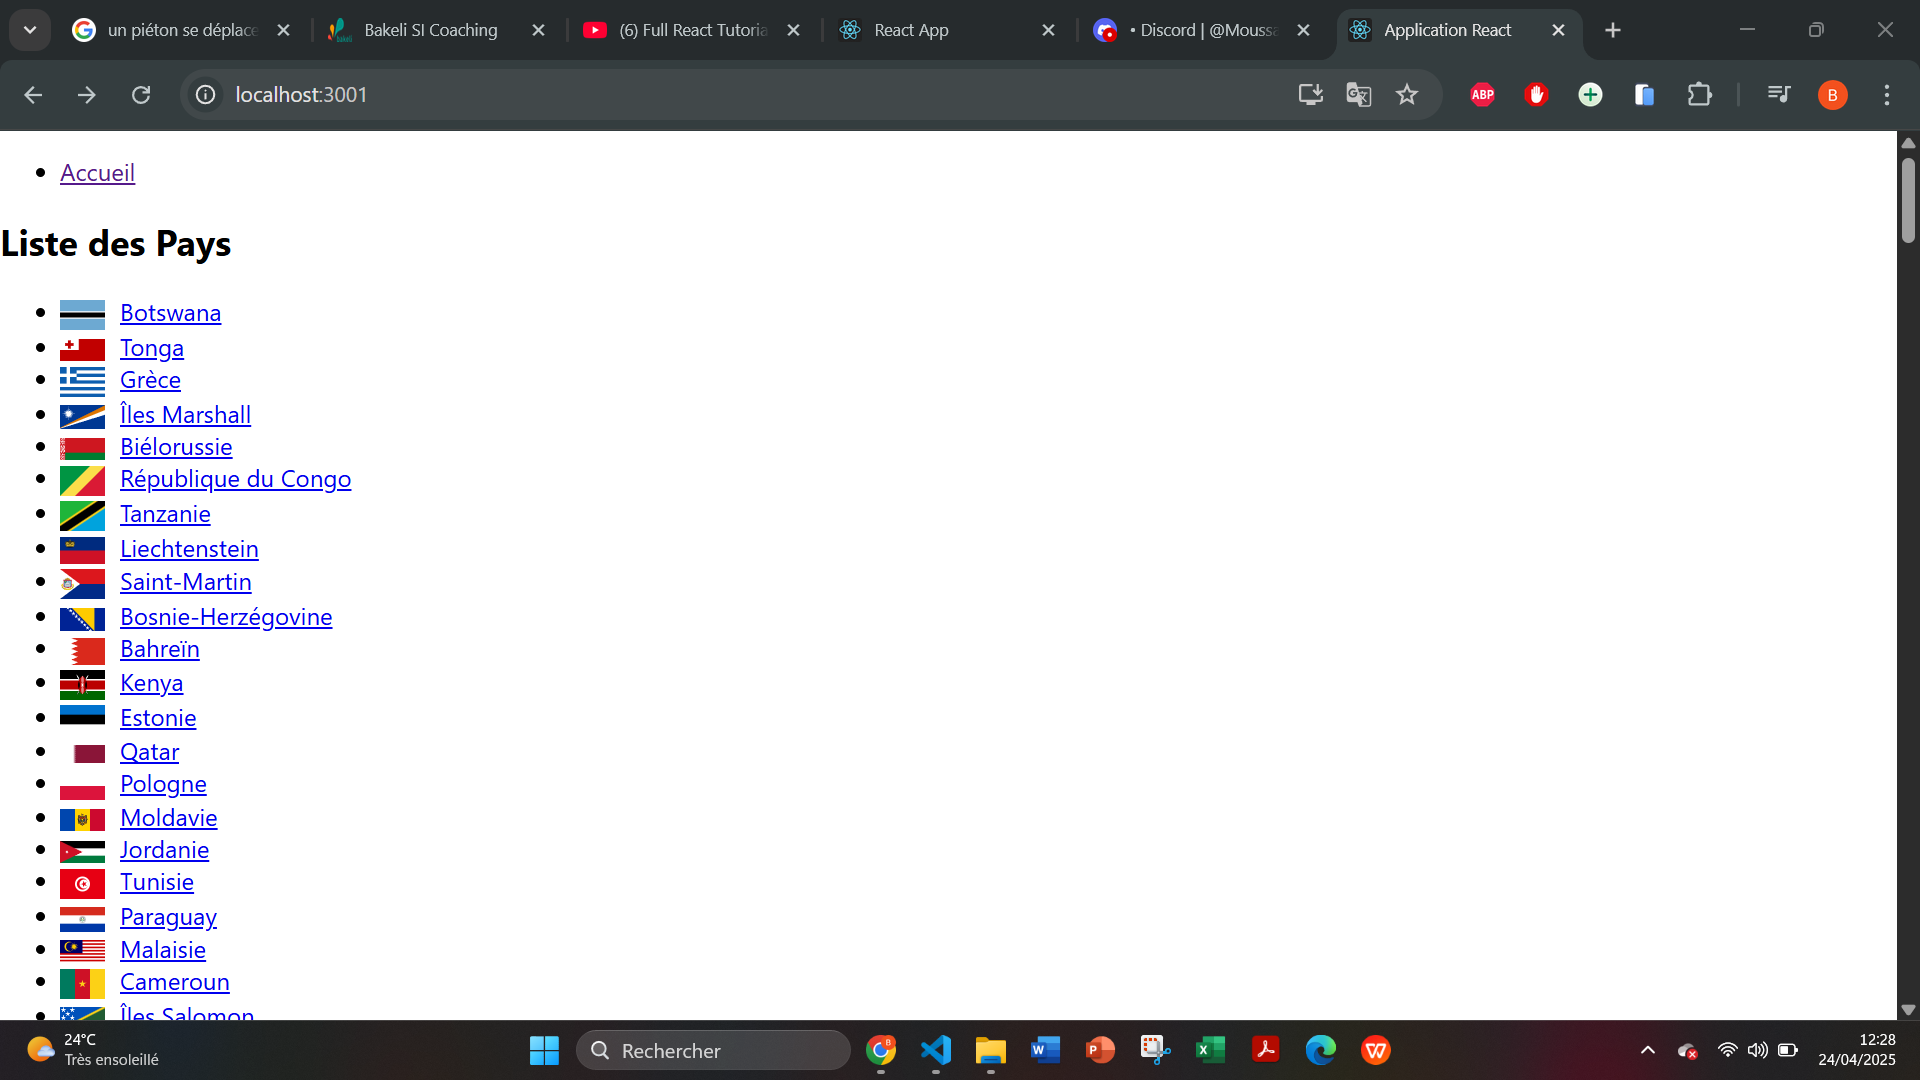 un piéton se déplace
Bakeli SI Coaching
(6) Full React Tutoria
React App
• Discord | @Moussa
Application React
localhost:3001
ABP
B
Accueil
Liste des Pays
Botswana
Tonga
Grèce
Îles Marshall
Biélorussie
République du Congo
Tanzanie
Liechtenstein
Saint-Martin
Bosnie-Herzégovine
Bahreïn
Kenya
Estonie
Qatar
Pologne
Moldavie
Jordanie
Tunisie
Paraguay
Malaisie
Cameroun
Îles Salomon
24°C
Très ensoleillé
Rechercher
12:28
24/04/2025